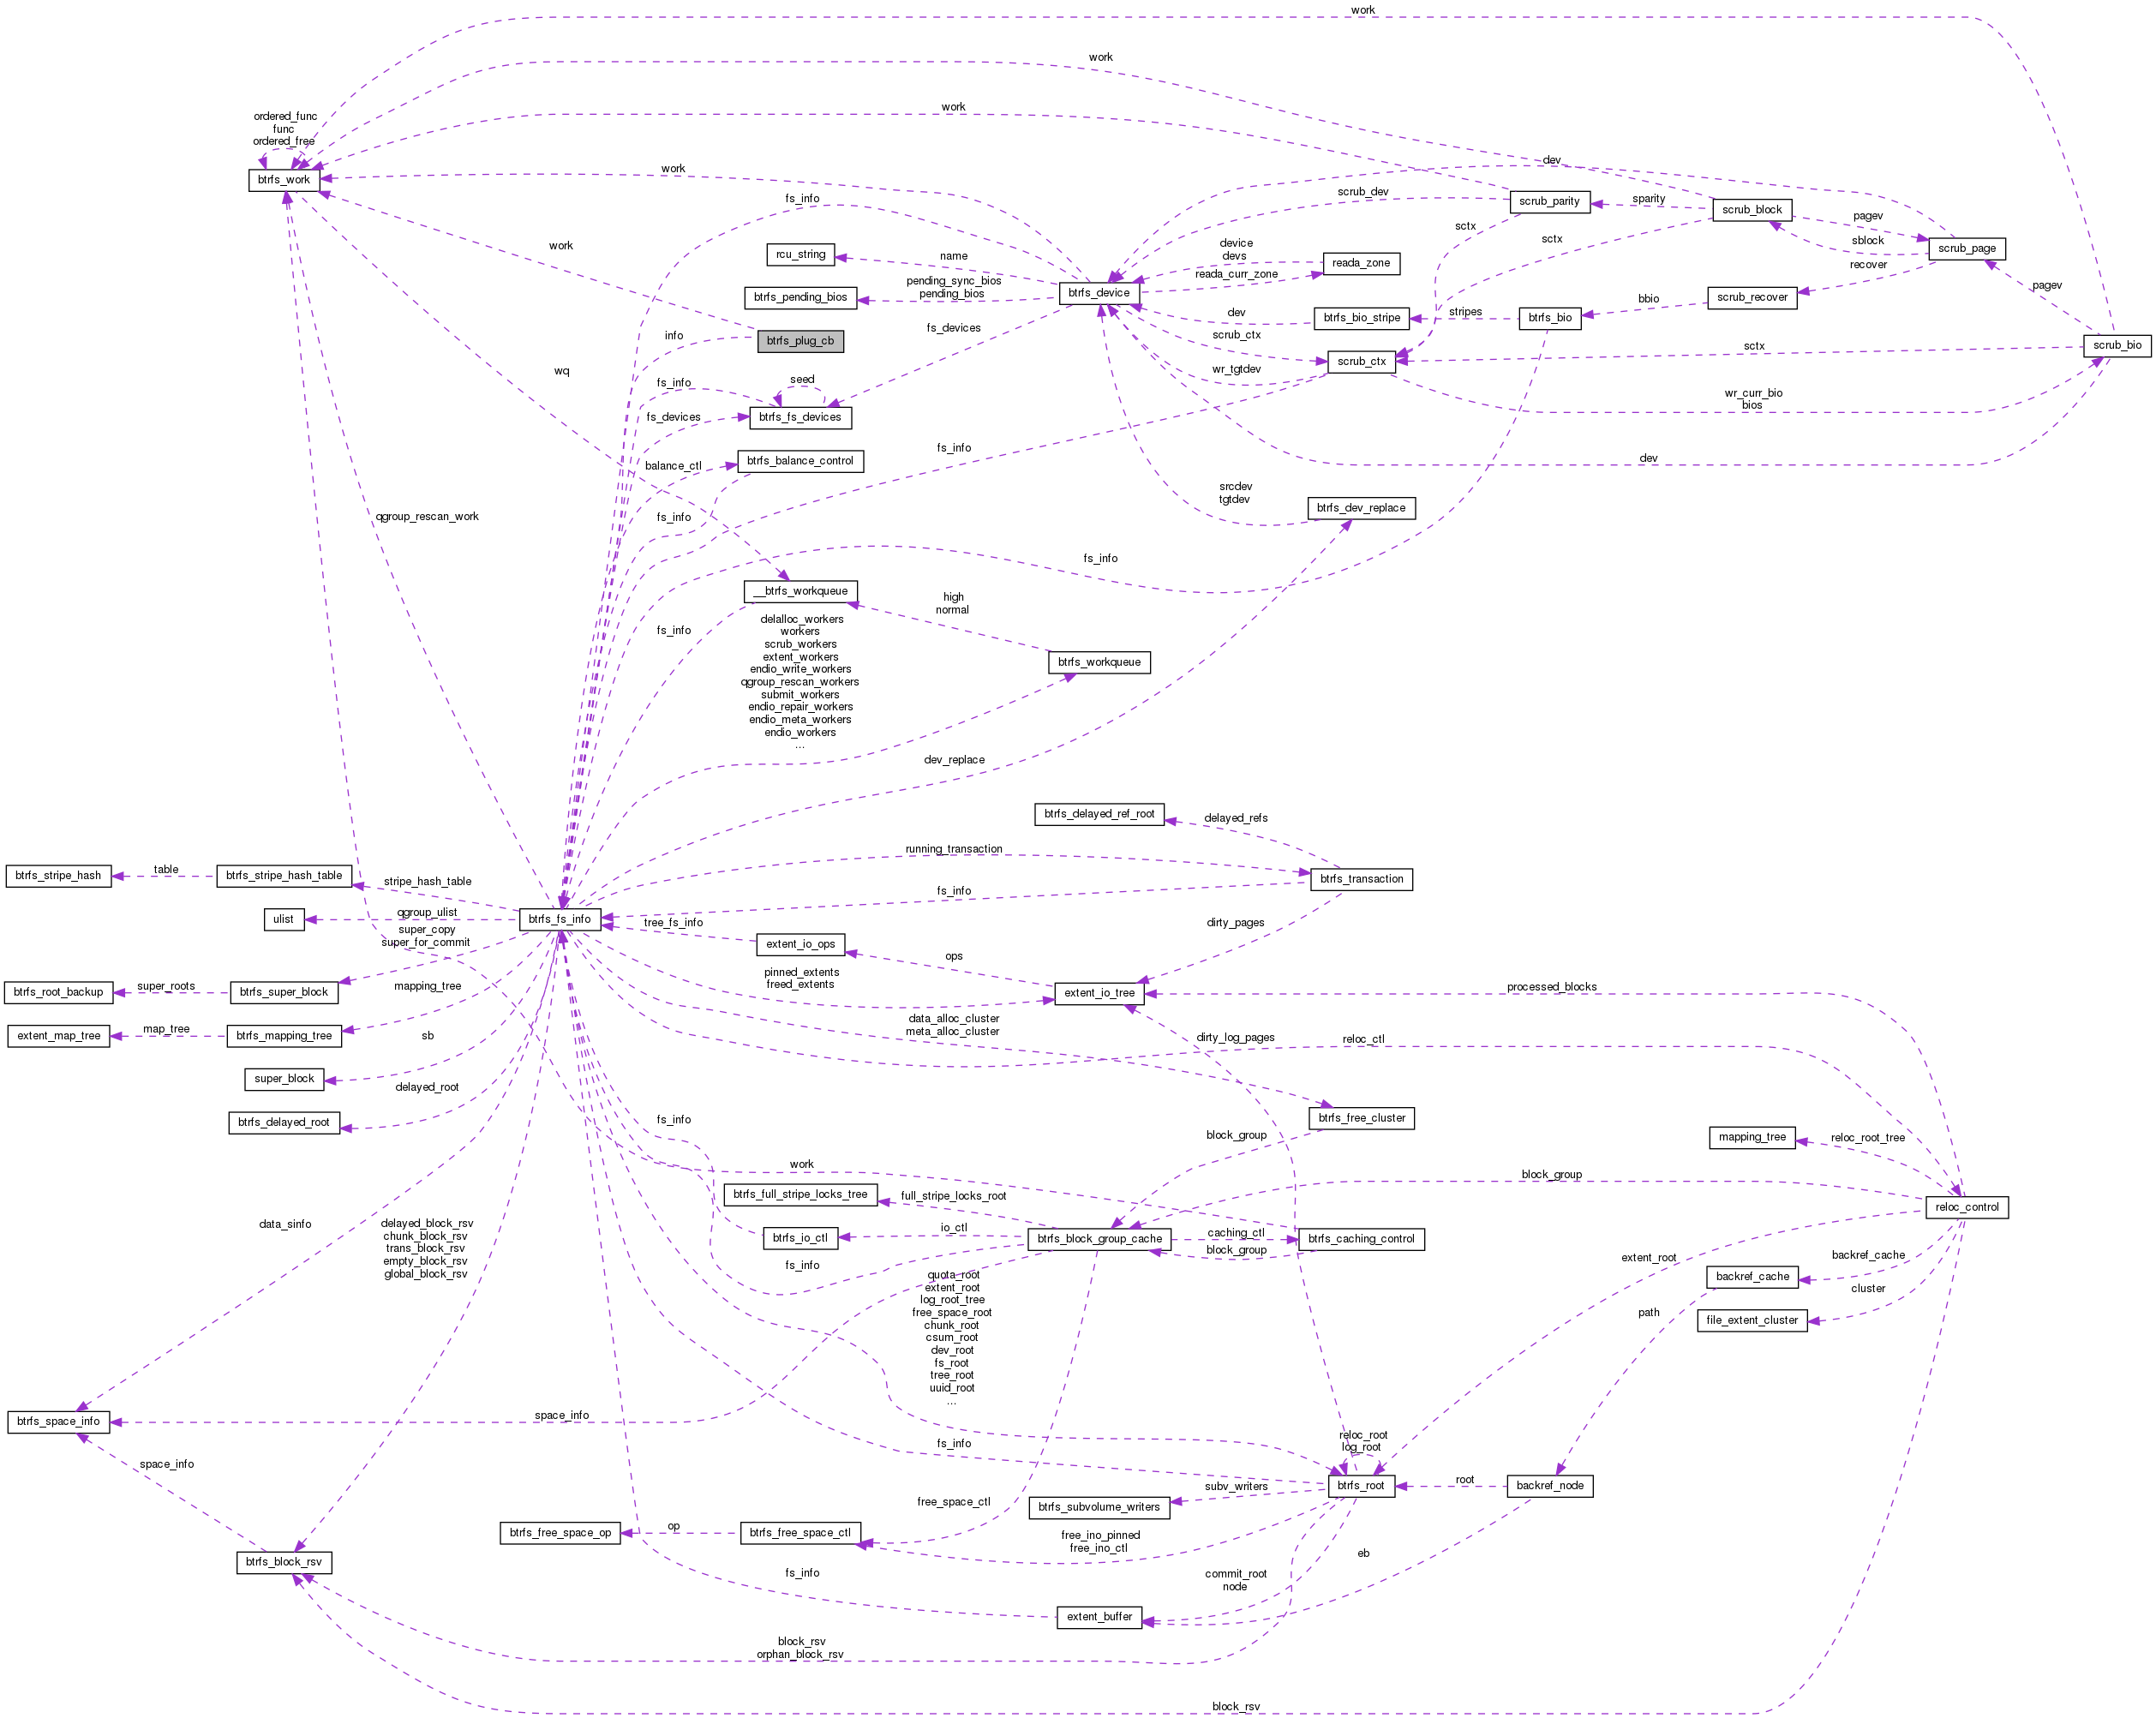 work
work
ordered_func
func
ordered_free
work
btrfs_work
work
dev
fs_info
scrub_dev
scrub_parity
sparity
scrub_block
pagev
sctx
sctx
sblock
scrub_page
work
rcu_string
name
device
devs
reada_zone
reada_curr_zone
recover
pending_sync_bios
pending_bios
btrfs_pending_bios
btrfs_device
pagev
scrub_recover
bbio
btrfs_bio_stripe
stripes
btrfs_bio
dev
info
btrfs_plug_cb
fs_devices
scrub_ctx
scrub_ctx
sctx
scrub_bio
wq
fs_info
seed
wr_tgtdev
wr_curr_bio
bios
fs_devices
btrfs_fs_devices
fs_info
dev
balance_ctl
btrfs_balance_control
srcdev
tgtdev
btrfs_dev_replace
qgroup_rescan_work
fs_info
fs_info
__btrfs_workqueue
high
normal
fs_info
delalloc_workers
workers
scrub_workers
extent_workers
endio_write_workers
qgroup_rescan_workers
submit_workers
endio_repair_workers
endio_meta_workers
endio_workers
...
btrfs_workqueue
dev_replace
btrfs_delayed_ref_root
delayed_refs
running_transaction
btrfs_stripe_hash
table
btrfs_stripe_hash_table
stripe_hash_table
fs_info
btrfs_transaction
ulist
qgroup_ulist
btrfs_fs_info
tree_fs_info
dirty_pages
super_copy
super_for_commit
extent_io_ops
ops
btrfs_root_backup
super_roots
btrfs_super_block
mapping_tree
pinned_extents
freed_extents
extent_io_tree
processed_blocks
extent_map_tree
map_tree
btrfs_mapping_tree
sb
data_alloc_cluster
meta_alloc_cluster
dirty_log_pages
reloc_ctl
super_block
delayed_root
btrfs_delayed_root
fs_info
btrfs_free_cluster
block_group
mapping_tree
reloc_root_tree
work
block_group
btrfs_full_stripe_locks_tree
full_stripe_locks_root
reloc_control
data_sinfo
delayed_block_rsv
chunk_block_rsv
trans_block_rsv
empty_block_rsv
global_block_rsv
btrfs_io_ctl
io_ctl
btrfs_block_group_cache
caching_ctl
block_group
btrfs_caching_control
extent_root
backref_cache
fs_info
backref_cache
cluster
quota_root
extent_root
log_root_tree
free_space_root
chunk_root
csum_root
dev_root
fs_root
tree_root
uuid_root
...
path
file_extent_cluster
btrfs_space_info
space_info
space_info
fs_info
reloc_root
log_root
btrfs_root
root
backref_node
subv_writers
btrfs_subvolume_writers
free_space_ctl
btrfs_free_space_op
op
btrfs_free_space_ctl
free_ino_pinned
free_ino_ctl
eb
btrfs_block_rsv
fs_info
commit_root
node
extent_buffer
block_rsv
orphan_block_rsv
block_rsv